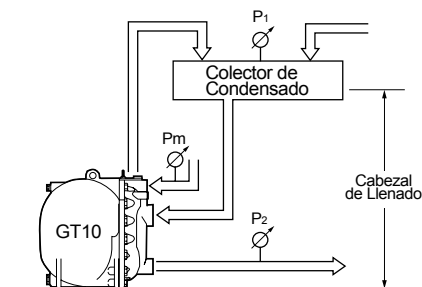 P1
Colector de
Condensado
Pm
Cabezal
de Llenado
GT10
P2